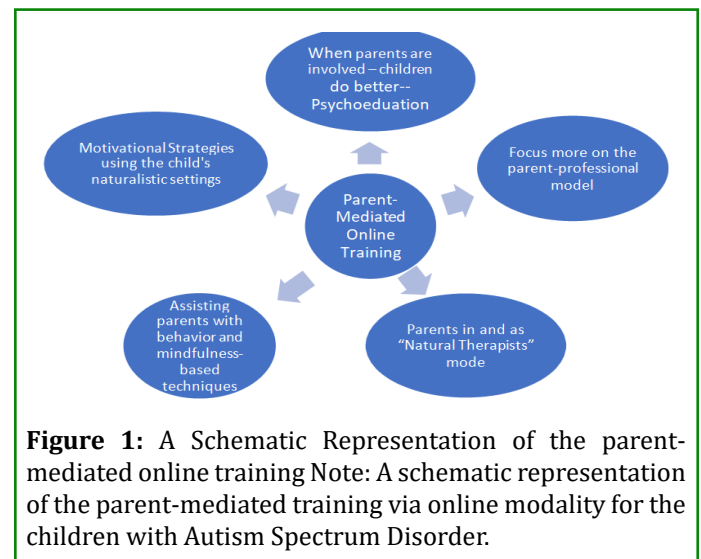 When parents are
involved – children
do better--
Psychoeduation
Motivational Strategies
using the child's
naturalistic settings
Focus more on the
parent-professional
model
Parent-
Mediated
Online
Training
Assisting
parents with
behavior and
mindfulness-
based
techniques
Parents in and as
“Natural Therapists”
mode
Figure 1: A Schematic Representation of the parent-
mediated online training Note: A schematic representation
of the parent-mediated training via online modality for the
children with Autism Spectrum Disorder.